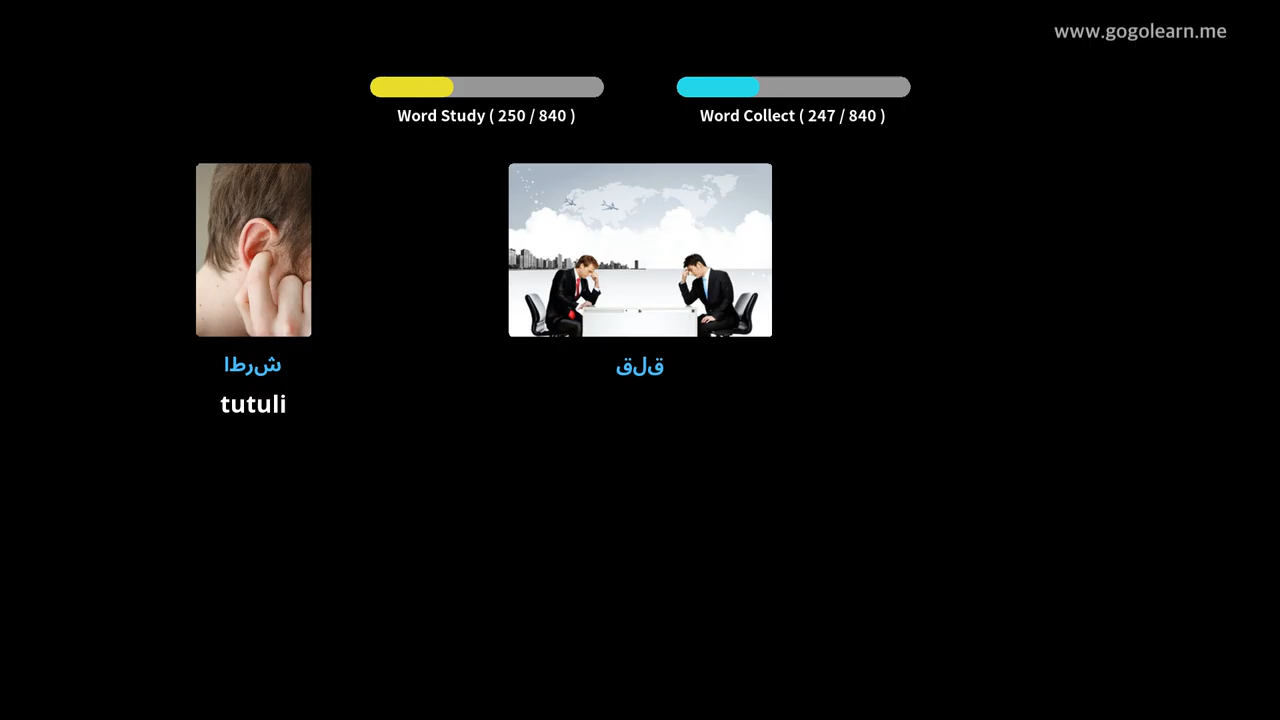 www.gogolearn.me
Word Study ( 250 / 840 )
Word Collect ( 247 / 840 )
شرطا
قلق
tutuli